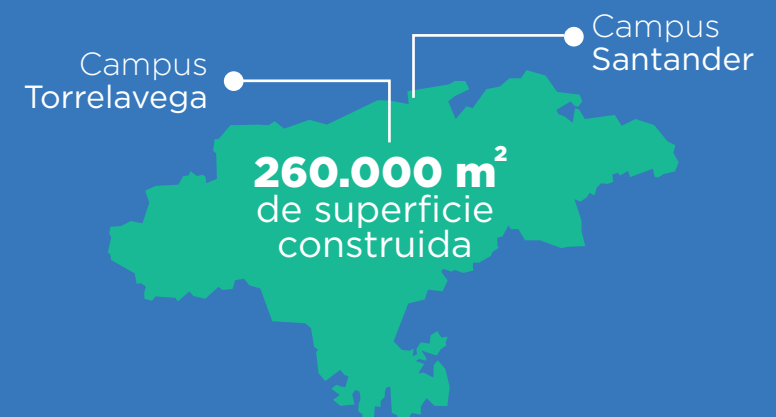 Campus
Torrelavega
Campus
Santander
260.000 m²
de superficie
construida